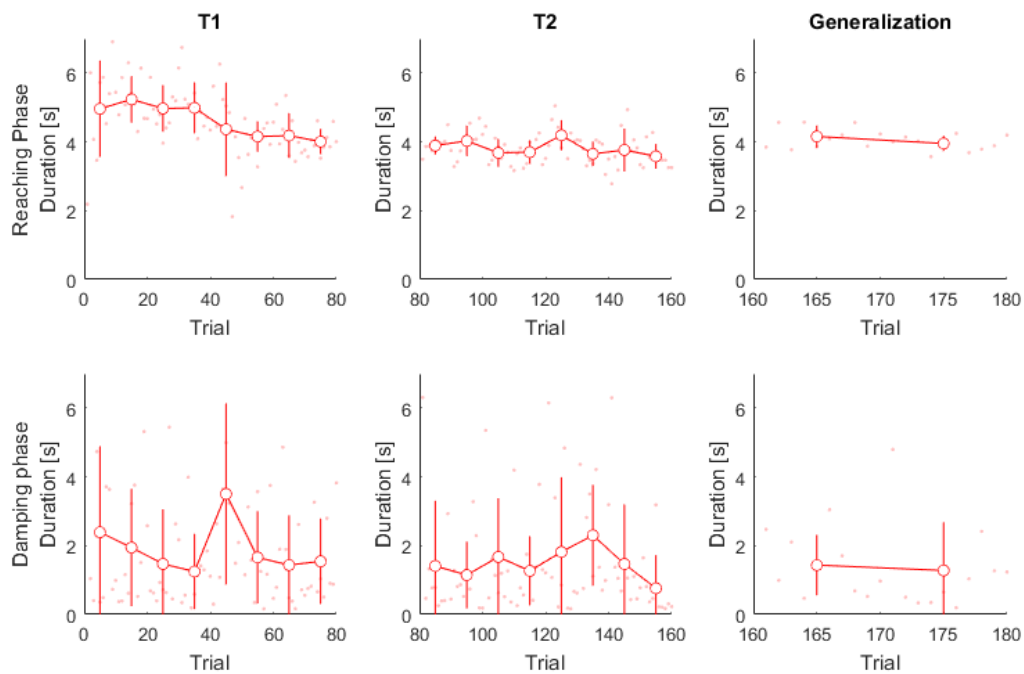 T1
T2
Generalization
Reaching Phase
Duration [s]
6
4
2
0
0 20 40 60 80
Trial
Duration [s]
6
4
2
0
80 100 120 140 160
Trial
Duration [s]
6
4
2
0
160 165 170 175 180
Trial
Damping phase
Duration [s]
6
4
2
0
0 20 40 60 80
Trial
Duration [s]
6
4
2
0
80 100 120 140 160
Trial
Duration [s]
6
4
2
0
160 165 170 175 180
Trial